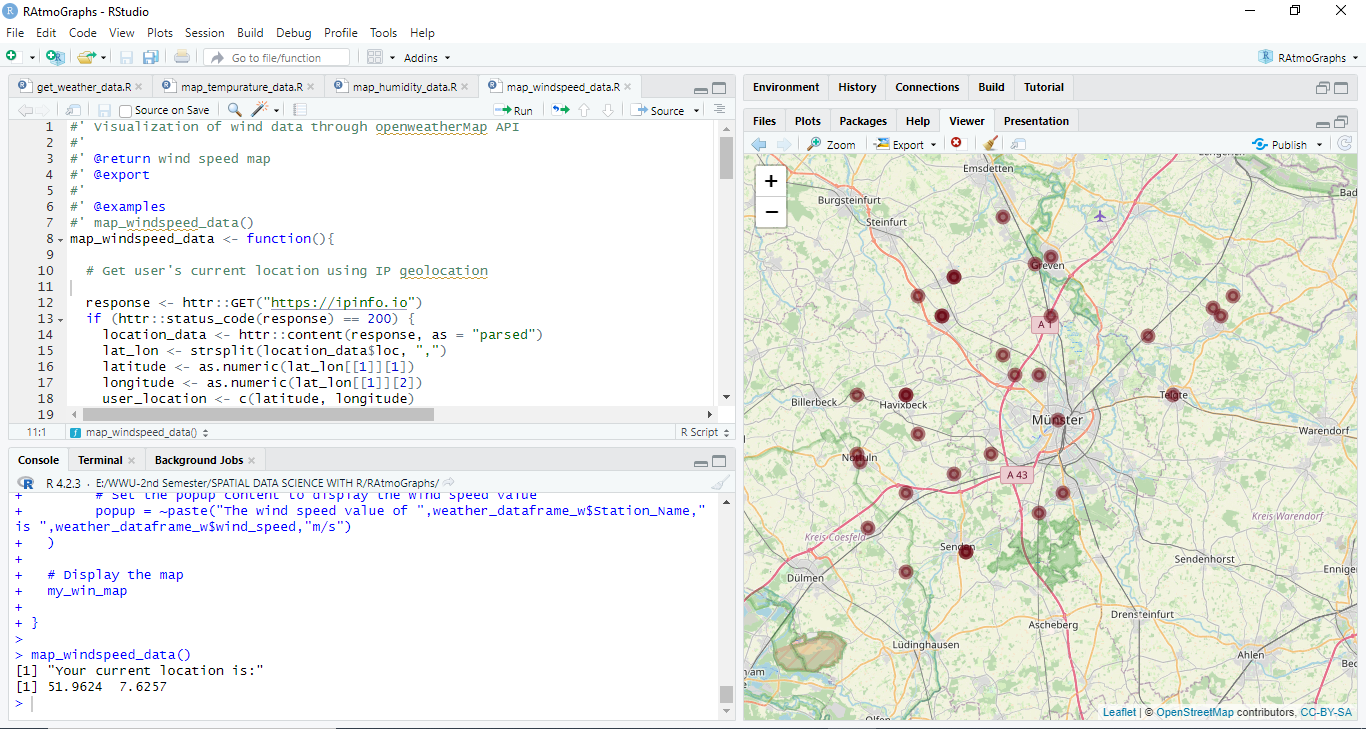 RAtmoGraphs - RStudio
File Edit Code View Plots Session Build Debug Profile Tools Help
Go to file/function Addins RAtmoGraphs
get_weather_data.R map_tempurature_data.R map_humidity_data.R map_windspeed_data.R
Source on Save Run Source
1 #' Visualization of wind data through openweatherMap API
2 #'
3 #' @return wind speed map
4 #' @export
5 #'
6 #' @examples
7 #' map_windspeed_data()
8 map_windspeed_data <- function(){
9
10 # Get user's current location using IP geolocation
11
12 response <- httr::GET("https://ipinfo.io")
13 if (httr::status_code(response) == 200) {
14 location_data <- httr::content(response, as = "parsed")
15 lat_lon <- strsplit(location_data$loc, ",")
16 latitude <- as.numeric(lat_lon[[1]][1])
17 longitude <- as.numeric(lat_lon[[1]][2])
18 user_location <- c(latitude, longitude)
19
11:1 map_windspeed_data() R Script
Console Terminal Background Jobs
R 4.2.3 · E:/WWU-2nd Semester/SPATIAL DATA SCIENCE WITH R/RAtmoGraphs/
+ # Set the popup content to display the wind speed value
+ popup = ~paste("The wind speed value of ",weather_dataframe_w$Station_Name,"
is ",weather_dataframe_w$wind_speed,"m/s")
+ )
+
+ # Display the map
+ my_win_map
+
+ }
>
> map_windspeed_data()
[1] "Your current location is:"
[1] 51.9624 7.6257
>
Environment History Connections Build Tutorial
Files Plots Packages Help Viewer Presentation
Zoom Export Publish
+
−
Emsdetten
Bad
Burgsteinfurt
Steinfurt
Greven
A 1
Billerbeck
Havixbeck
Telgte
Münster
Warendorf
Nottuln
A 43
Kreis Warendorf
Kreis Coesfeld
Senden
Sendenhorst
Enniger
Dülmen
Drensteinfurt
Ascheberg
Lüdinghausen
Ahlen
Bec
am
Olfen
Leaflet | © OpenStreetMap contributors, CC-BY-SA